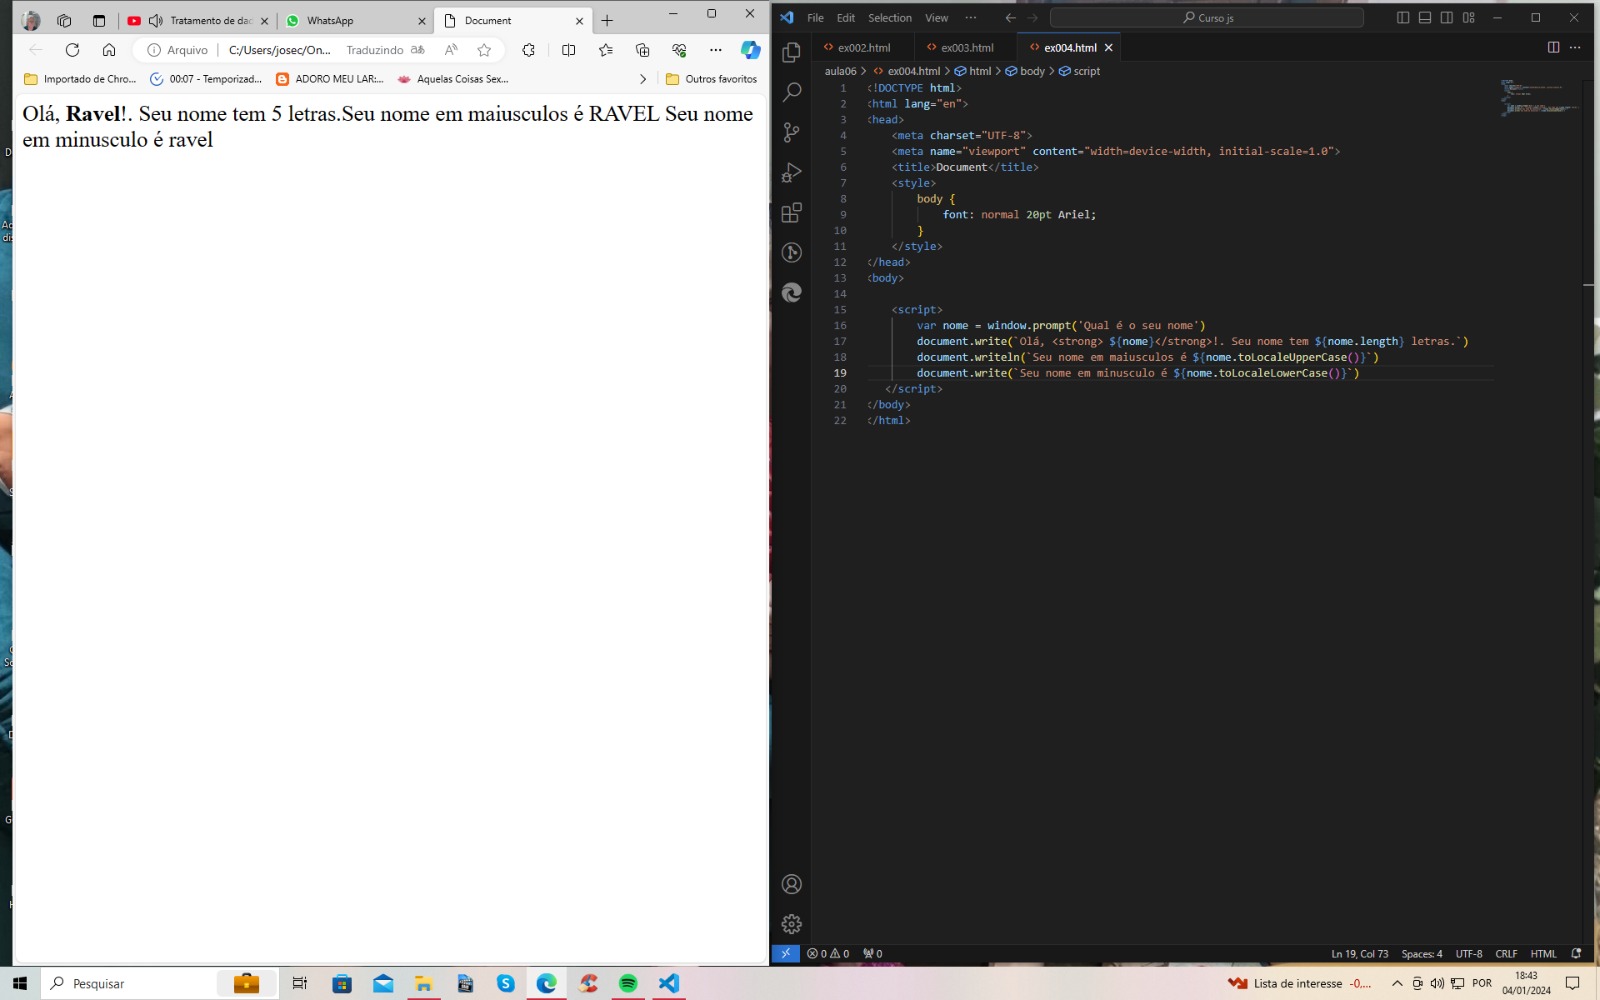 Tratamento de dad
WhatsApp
Document
Arquivo
C:/Users/josec/On...
Traduzindo
Importado de Chro...
00:07 - Temporizad...
ADORO MEU LAR:...
Aquelas Coisas Sex...
Outros favoritos
Olá, Ravel!. Seu nome tem 5 letras.Seu nome em maiusculos é RAVEL Seu nome
em minusculo é ravel
File Edit Selection View ...
Curso js
ex002.html
ex003.html
ex004.html
aula06 > ex004.html > html > body > script
1 <!DOCTYPE html>
2 <html lang="en">
3 <head>
4 <meta charset="UTF-8">
5 <meta name="viewport" content="width=device-width, initial-scale=1.0">
6 <title>Document</title>
7 <style>
8 body {
9 font: normal 20pt Ariel;
10 }
11 </style>
12 </head>
13 <body>
14
15 <script>
16 var nome = window.prompt('Qual é o seu nome')
17 document.write(`Olá, <strong> ${nome}</strong>!. Seu nome tem ${nome.length} letras.`)
18 document.writeln(`Seu nome em maiusculos é ${nome.toLocaleUpperCase()}`)
19 document.write(`Seu nome em minusculo é ${nome.toLocaleLowerCase()}`)
20 </script>
21 </body>
22 </html>
0 0 0
Ln 19, Col 73 Spaces: 4 UTF-8 CRLF HTML
Pesquisar
Lista de interesse -0,...
POR
18:43
04/01/2024